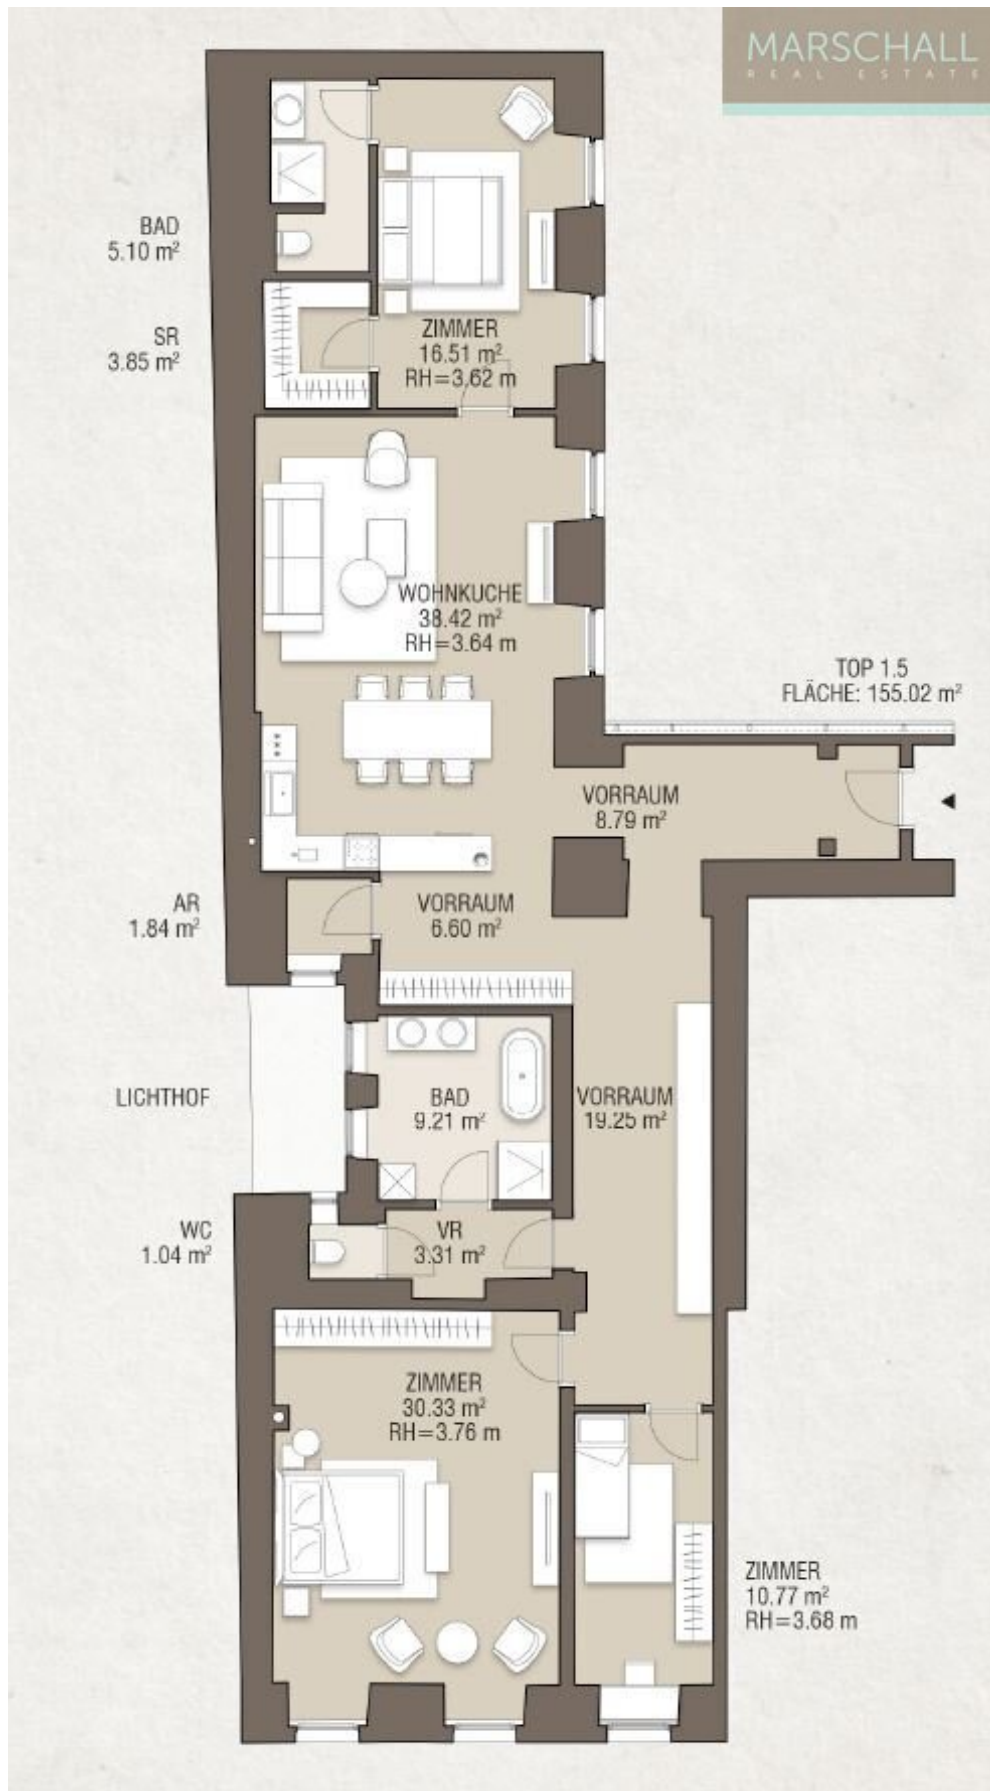 MARSCHALL
REAL ESTATE
BAD
5.10 m²
SR
3.85 m²
ZIMMER
16.51 m²
RH=3.62 m
WOHNKUCHE
38.42 m²
RH=3.64 m
TOP 1.5
FLÄCHE: 155.02 m²
VORRAUM
8.79 m²
AR
1.84 m²
VORRAUM
6.60 m²
LICHTHOF
BAD
9.21 m²
VORRAUM
19.25 m²
WC
1.04 m²
VR
3.31 m²
ZIMMER
30.33 m²
RH=3.76 m
ZIMMER
10.77 m²
RH=3.68 m